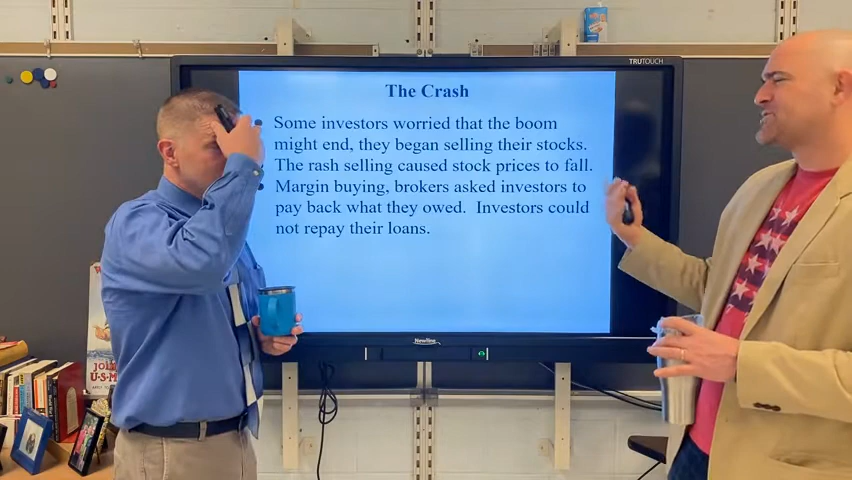 TRUTOUCH
The Crash
Some investors worried that the boom
might end, they began selling their stocks.
The rash selling caused stock prices to fall.
Margin buying, brokers asked investors to
pay back what they owed.  Investors could
not repay their loans.
Newline
JOIN
U·S·M